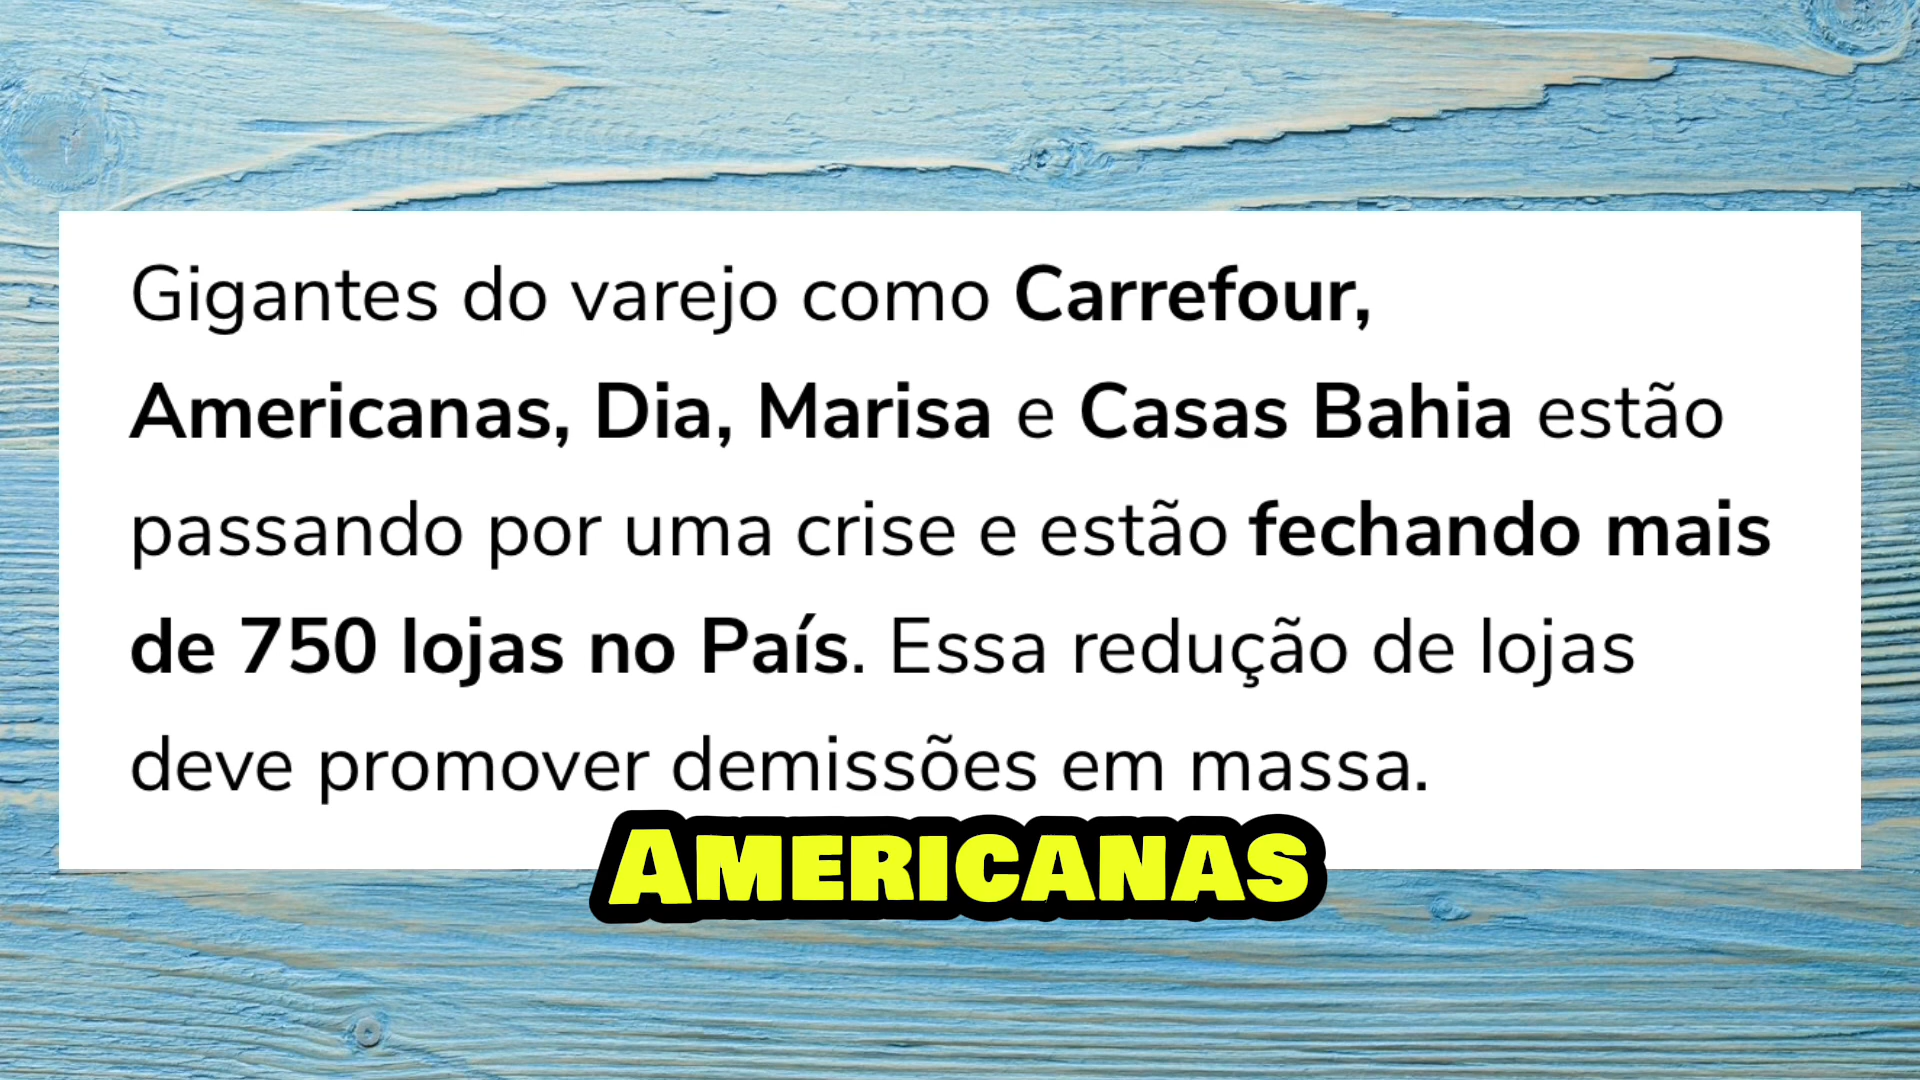 Gigantes do varejo como Carrefour,
Americanas, Dia, Marisa e Casas Bahia estão
passando por uma crise e estão fechando mais
de 750 lojas no País. Essa redução de lojas
deve promover demissões em massa.
AMERICANAS